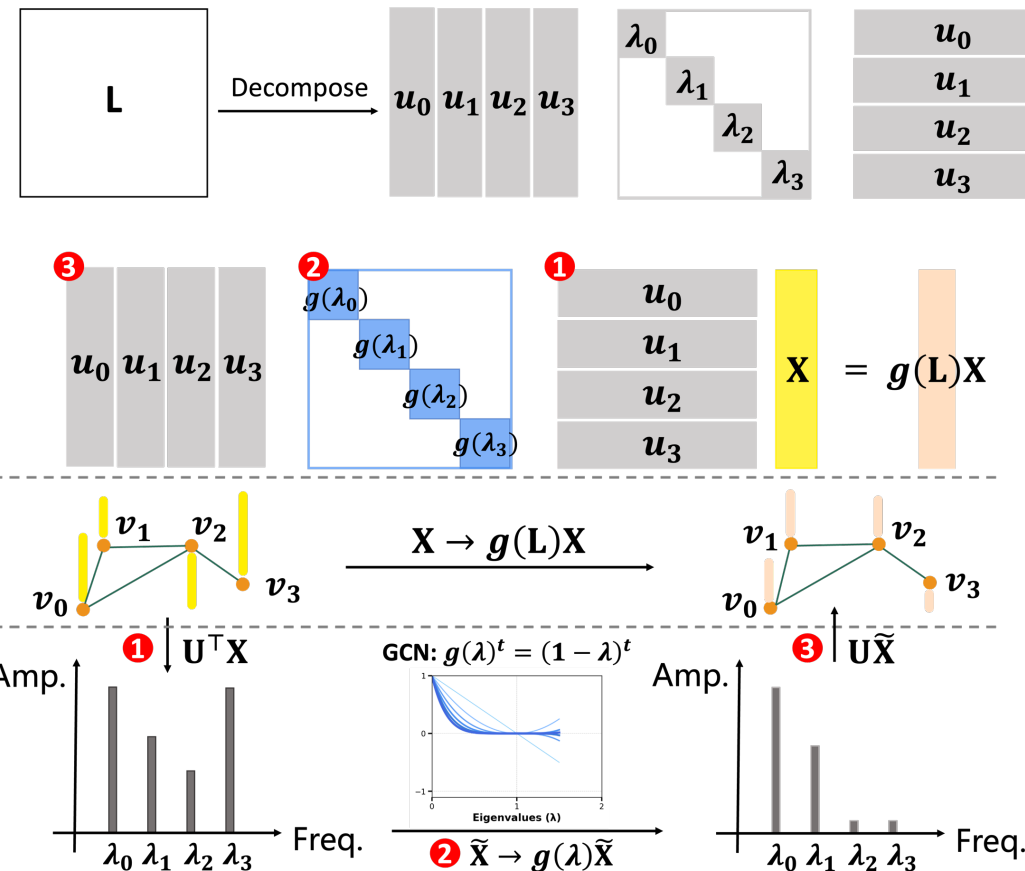 L
Decompose
u₀ u₁ u₂ u₃
λ₀
λ₁
λ₂
λ₃
u₀
u₁
u₂
u₃
3
u₀ u₁ u₂ u₃
2
g(λ₀)
g(λ₁)
g(λ₂)
g(λ₃)
1
u₀
u₁
u₂
u₃
X = g(L)X
v₁
v₂
v₀
v₃
X → g(L)X
v₁
v₂
v₀
v₃
1 U⊤X
Amp.
Freq.
λ₀ λ₁ λ₂ λ₃
GCN: g(λ)ᵗ = (1 − λ)ᵗ
1
0
−1
0 1 2
Eigenvalues (λ)
2 X̃ → g(λ)X̃
3 UX̃
Amp.
Freq.
λ₀ λ₁ λ₂ λ₃